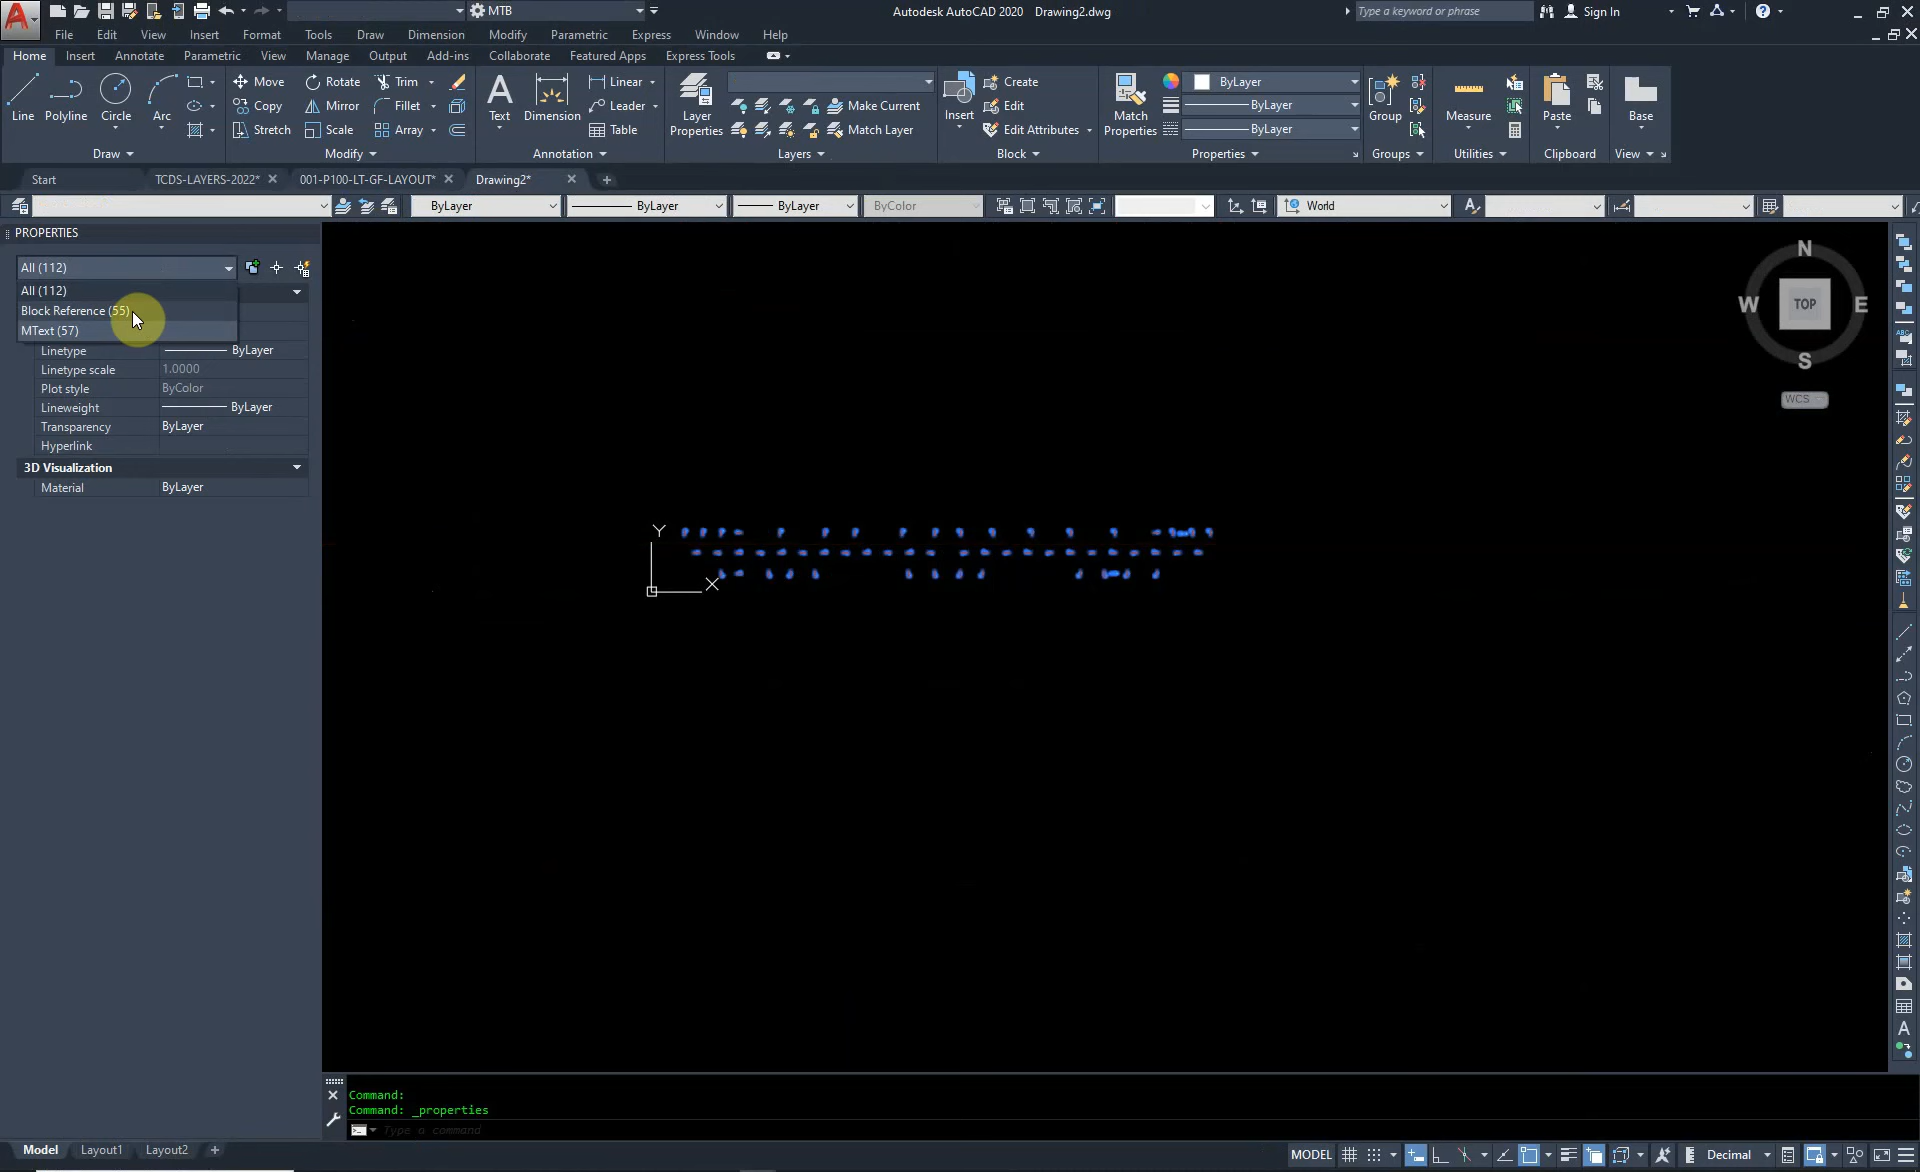 MTB
Autodesk AutoCAD 2020 Drawing2.dwg
Type a keyword or phrase
Sign In
File Edit View Insert Format Tools Draw Dimension Modify Parametric Express Window Help
Home Insert Annotate Parametric View Manage Output Add-ins Collaborate Featured Apps Express Tools
Line Polyline Circle Arc
Move Rotate Trim
Copy Mirror Fillet
Stretch Scale Array
Text Dimension
Linear
Leader
Table
Layer Properties
Make Current
Match Layer
Insert
Create
Edit
Edit Attributes
Match Properties
ByLayer
ByLayer
ByLayer
Group
Measure
Paste
Base
Draw Modify Annotation Layers Block Properties Groups Utilities Clipboard View
Start TCDS-LAYERS-2022* 001-P100-LT-GF-LAYOUT* Drawing2*
ByLayer ByLayer ByLayer ByColor World
PROPERTIES
All (112)
All (112)
Block Reference (55)
MText (57)
Linetype ByLayer
Linetype scale 1.0000
Plot style ByColor
Lineweight ByLayer
Transparency ByLayer
Hyperlink
3D Visualization
Material ByLayer
Y
X
N
W TOP E
S
WCS
Command:
Command: _properties
Type a command
Model Layout1 Layout2
MODEL Decimal